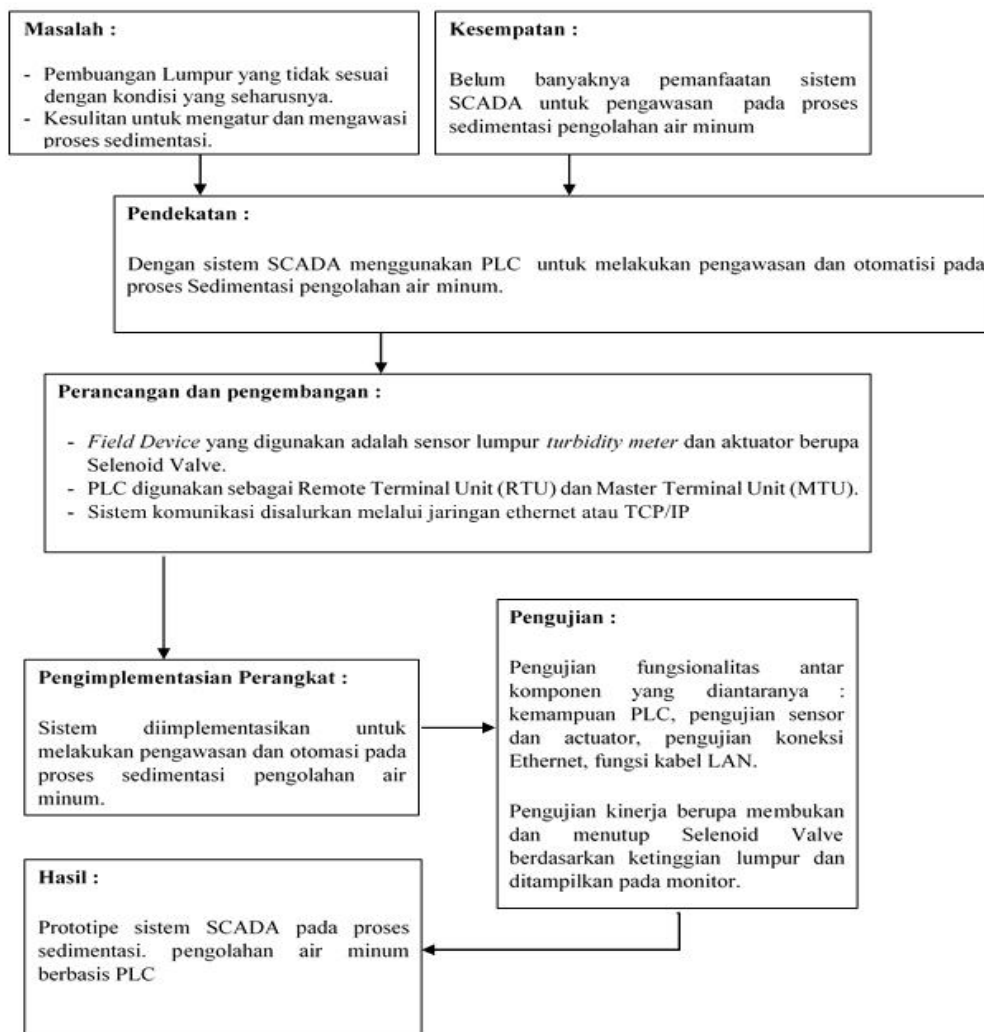 Masalah :
- Pembuangan Lumpur yang tidak sesuai
dengan kondisi yang seharusnya.
- Kesulitan untuk mengatur dan mengawasi
proses sedimentasi.
Kesempatan :
Belum banyaknya pemanfaatan sistem
SCADA untuk pengawasan pada proses
sedimentasi pengolahan air minum
Pendekatan :
Dengan sistem SCADA menggunakan PLC untuk melakukan pengawasan dan otomatisi pada
proses Sedimentasi pengolahan air minum.
Perancangan dan pengembangan :
- Field Device yang digunakan adalah sensor lumpur turbidity meter dan aktuator berupa
Selenoid Valve.
- PLC digunakan sebagai Remote Terminal Unit (RTU) dan Master Terminal Unit (MTU).
- Sistem komunikasi disalurkan melalui jaringan ethernet atau TCP/IP
Pengimplementasian Perangkat :
Sistem diimplementasikan untuk
melakukan pengawasan dan otomasi pada
proses sedimentasi pengolahan air
minum.
Pengujian :
Pengujian fungsionalitas antar
komponen yang diantaranya :
kemampuan PLC, pengujian sensor
dan actuator, pengujian koneksi
Ethernet, fungsi kabel LAN.
Pengujian kinerja berupa membukan
dan menutup Selenoid Valve
berdasarkan ketinggian lumpur dan
ditampilkan pada monitor.
Hasil :
Prototipe sistem SCADA pada proses
sedimentasi. pengolahan air minum
berbasis PLC